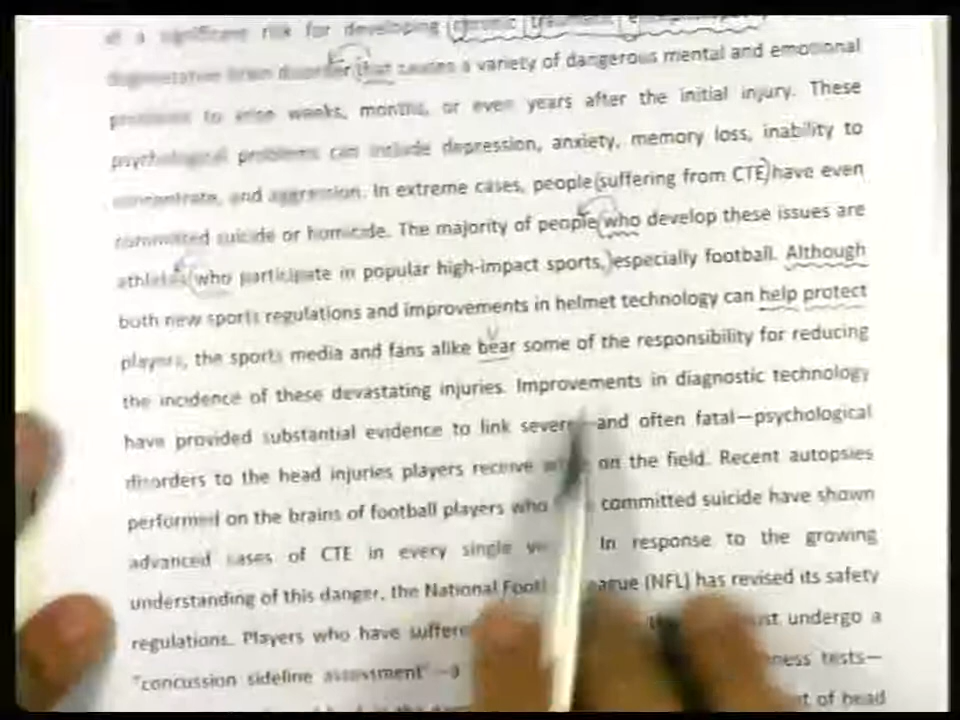 at a significant risk for developing chronic
degenerative brain disorder that causes a variety of dangerous mental and emotional
problems to arise weeks, months, or even years after the initial injury. These
psychological problems can include depression, anxiety, memory loss, inability to
concentrate, and aggression. In extreme cases, people (suffering from CTE) have even
committed suicide or homicide. The majority of people (who develop these issues are
athletes (who participate in popular high-impact sports,) especially football. Although
both new sports regulations and improvements in helmet technology can help protect
players, the sports media and fans alike bear some of the responsibility for reducing
the incidence of these devastating injuries. Improvements in diagnostic technology
have provided substantial evidence to link severe—and often fatal—psychological
disorders to the head injuries players receive on the field. Recent autopsies
performed on the brains of football players who committed suicide have shown
advanced cases of CTE in every single In response to the growing
understanding of this danger, the National (NFL) has revised its safety
regulations. Players who have undergo a
"concussion sideline assessment"—a tests—
of head